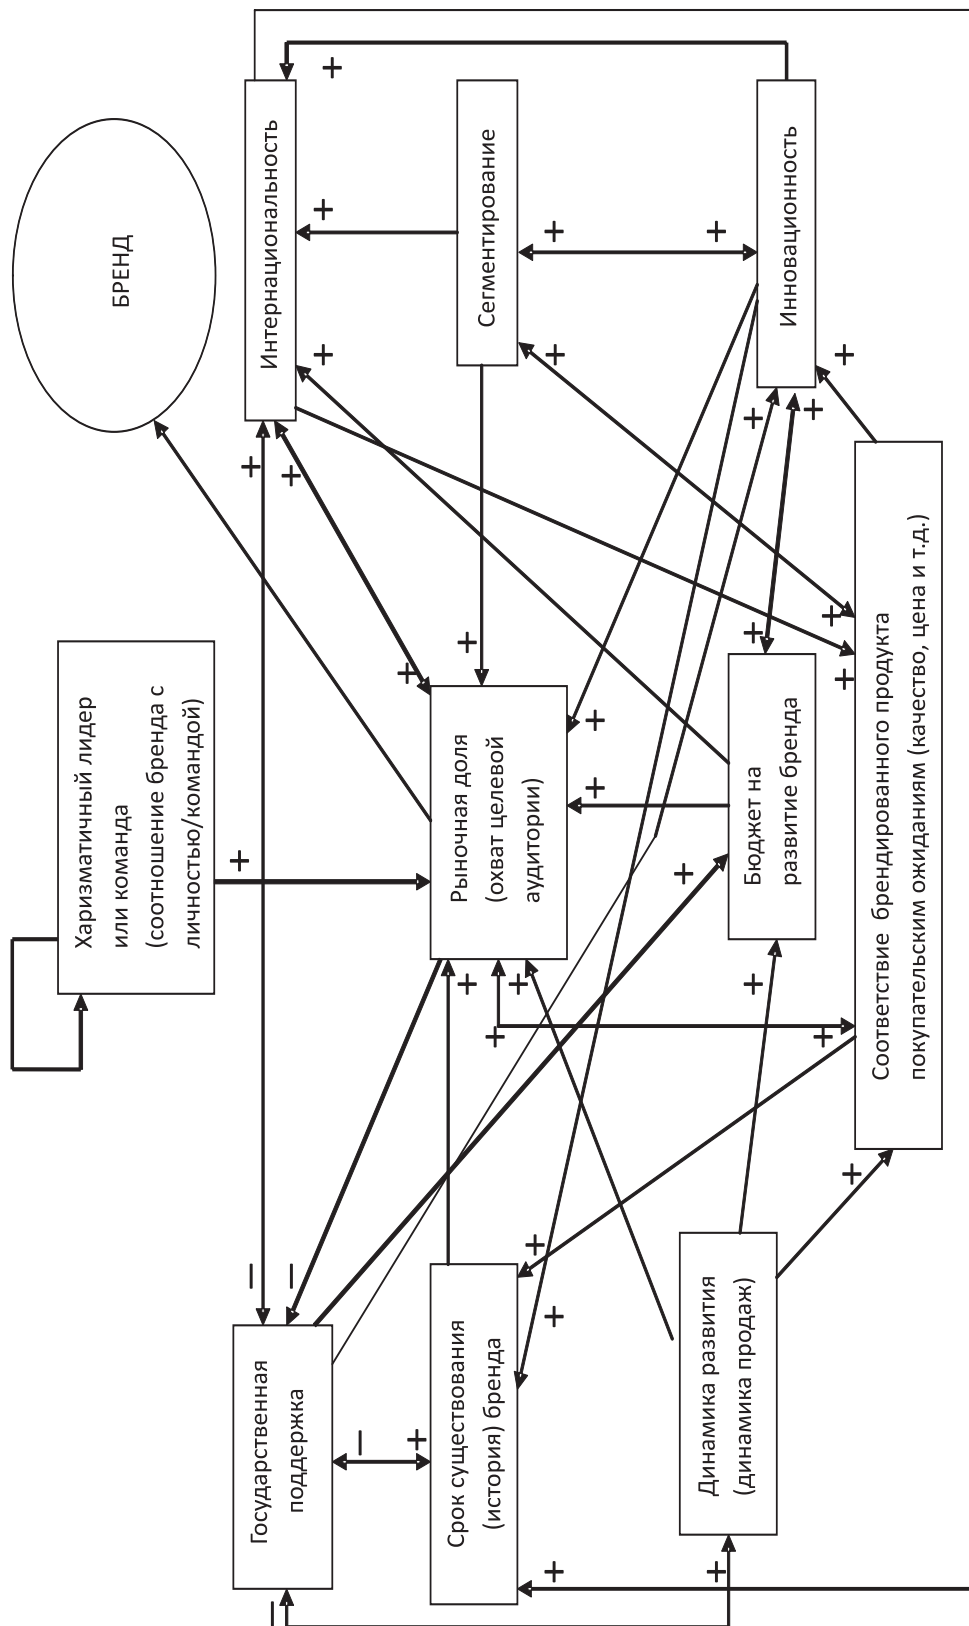 БРЕНД
Харизматичный лидер
или команда
(соотношение бренда с
личностью/командой)
Государственная
поддержка
Интернациональность
Срок существования
(история) бренда
Рыночная доля
(охват целевой
аудитории)
Сегментирование
Динамика развития
(динамика продаж)
Бюджет на
развитие бренда
Инновационность
Соответствие брендированного продукта
покупательским ожиданиям (качество, цена и т.д.)